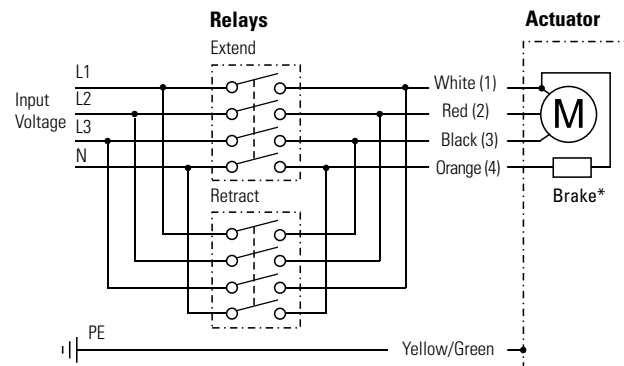 Relays
Actuator
Extend
L1
White (1)
Input
Voltage
L2
Red (2)
M
L3
Black (3)
N
Orange (4)
Retract
Brake*
PE
Yellow/Green